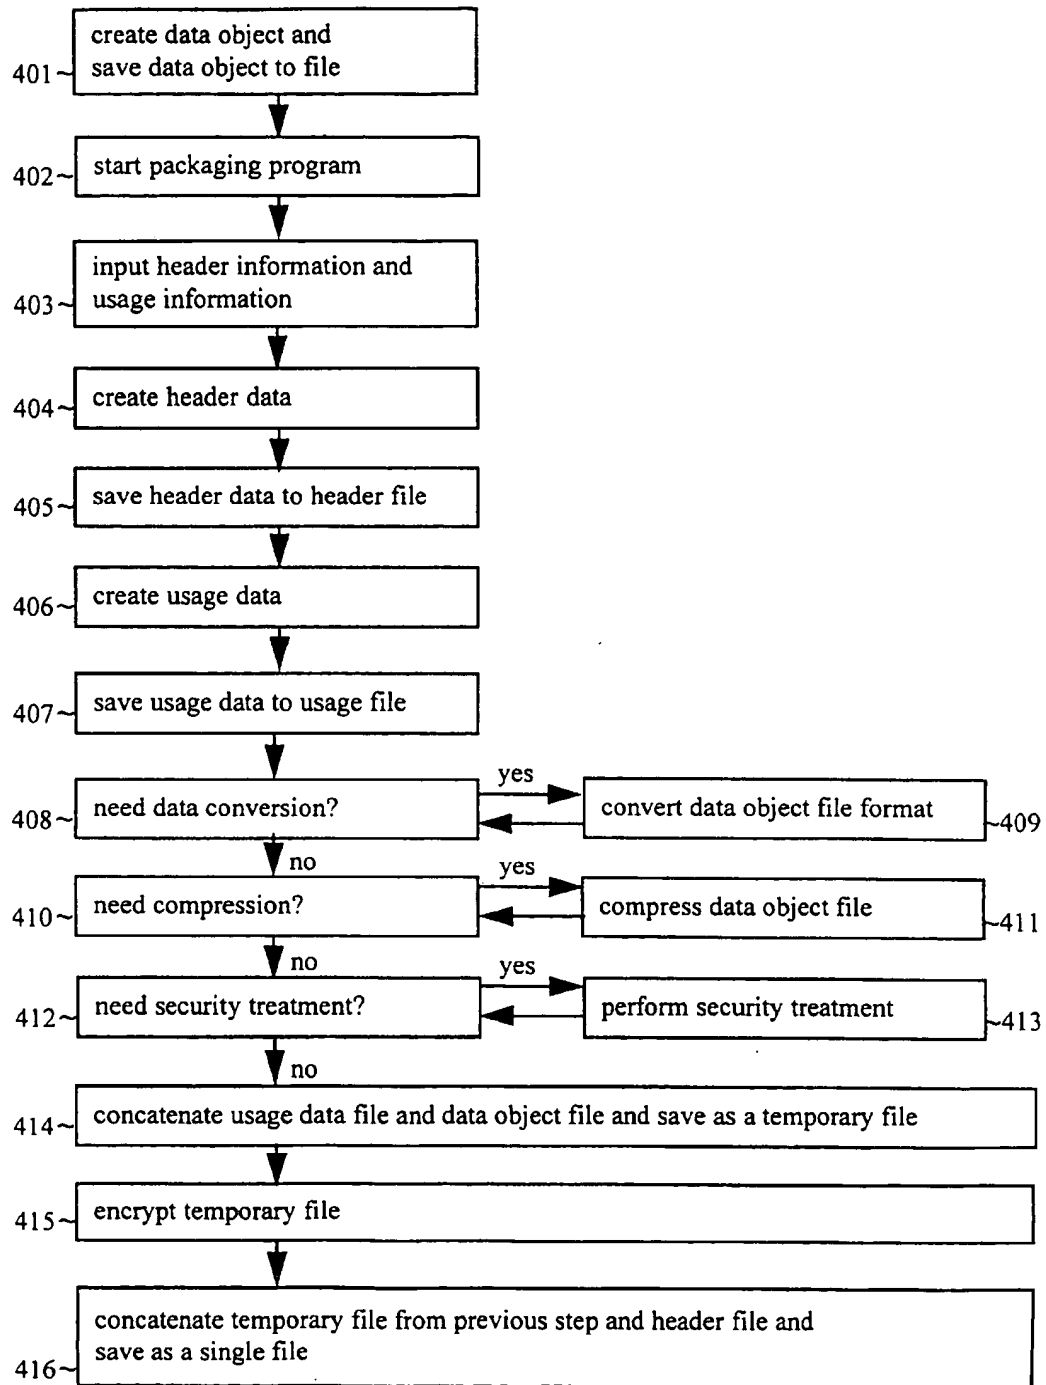 create data object and
save data object to file
401~
start packaging program
402~
input header information and
usage information
403~
create header data
404~
save header data to header file
405~
create usage data
406~
save usage data to usage file
407~
need data conversion?
408~
yes
convert data object file format
~409
no
need compression?
410~
yes
compress data object file
~411
no
need security treatment?
412~
yes
perform security treatment
~413
no
concatenate usage data file and data object file and save as a temporary file
414~
encrypt temporary file
415~
concatenate temporary file from previous step and header file and
save as a single file
416~